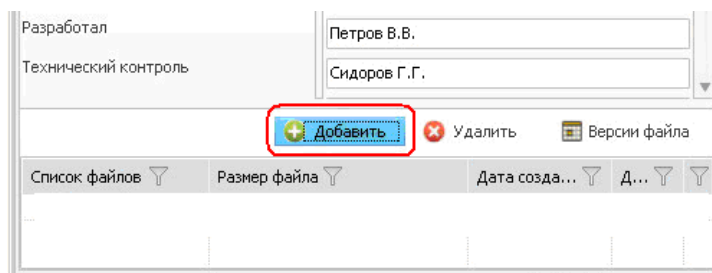 Разработал Петров В.В.
Технический контроль Сидоров Г.Г.
Добавить Удалить Версии файла
Список файлов Размер файла Дата созда... Д...